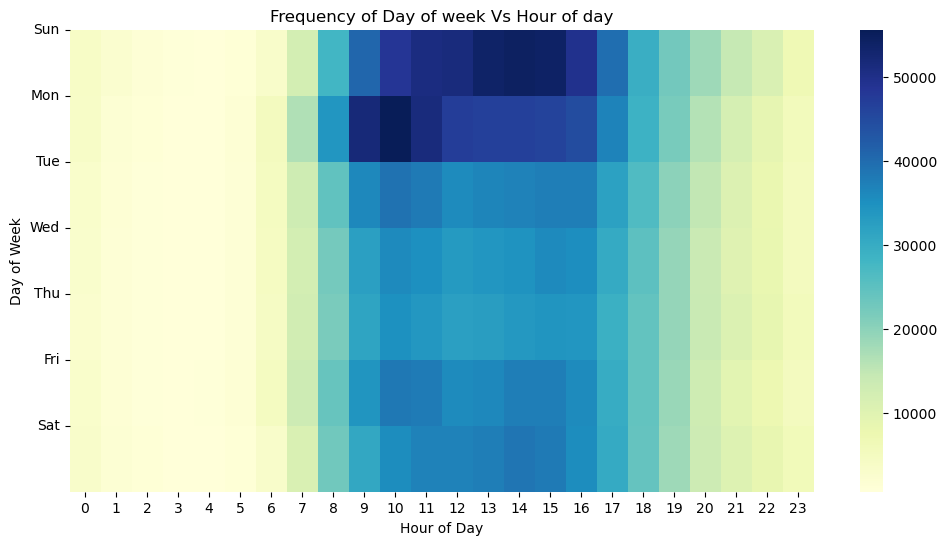 Frequency of Day of week Vs Hour of day
Sun
Mon
Tue
Wed
Thu
Fri
Sat
Day of Week
0 1 2 3 4 5 6 7 8 9 10 11 12 13 14 15 16 17 18 19 20 21 22 23
Hour of Day
50000
40000
30000
20000
10000